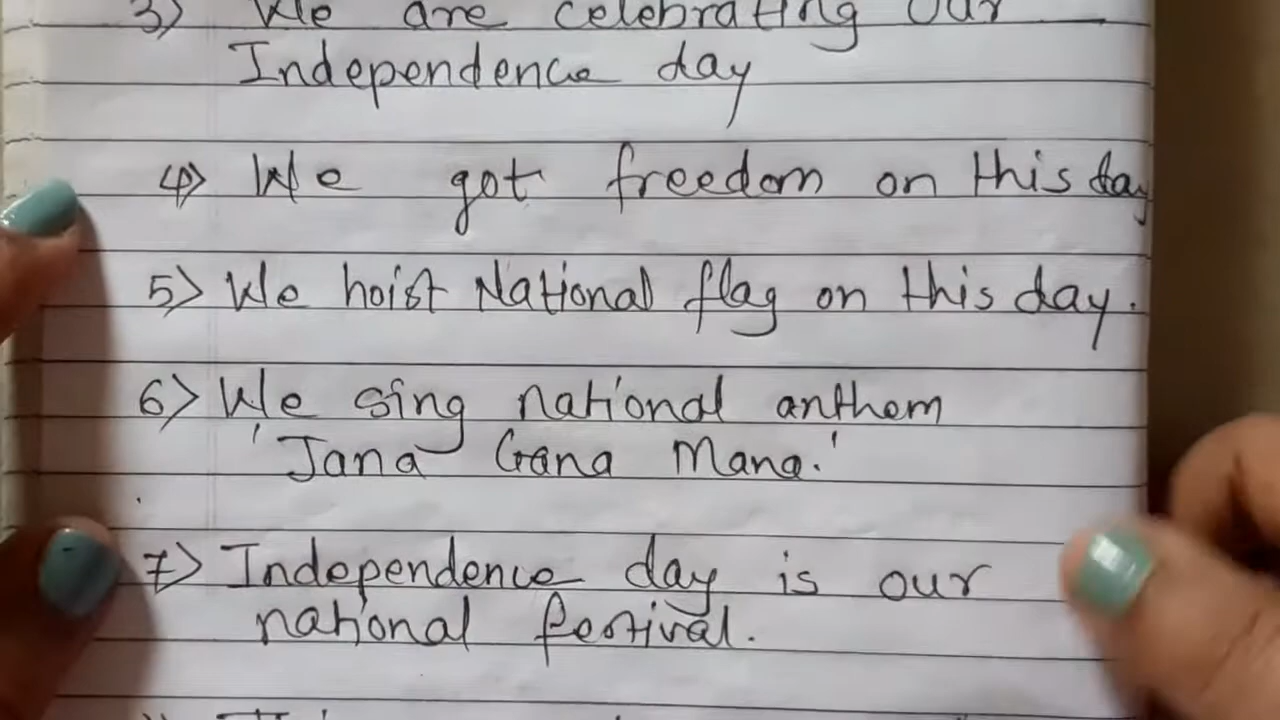 3) We are celebrating our
Independence day
4) We got freedom on this day
5) We hoist National flag on this day.
6) We sing national anthem
'Jana Gana Mana.'
7) Independence day is our
national festival.